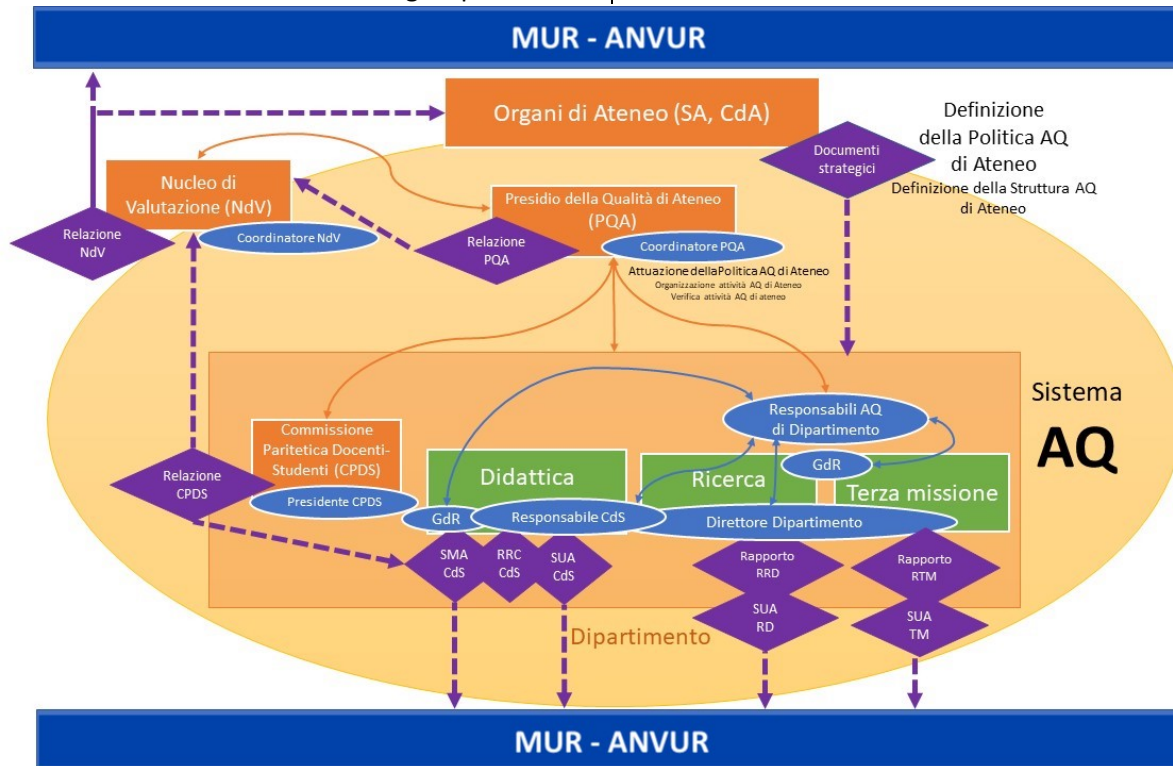 MUR - ANVUR
Organi di Ateneo (SA, CdA)
Definizione
della Politica AQ
di Ateneo
Definizione della Struttura AQ
di Ateneo
Documenti
strategici
Nucleo di
Valutazione (NdV)
Coordinatore NdV
Relazione
NdV
Presidio della Qualità di Ateneo
(PQA)
Coordinatore PQA
Relazione
PQA
Attuazione dellaPolitica AQ di Ateneo
Organizzazione attività AQ di Ateneo
Verifica attività AQ di ateneo
Sistema
AQ
Responsabili AQ
di Dipartimento
Commissione
Paritetica Docenti-
Studenti (CPDS)
Presidente CPDS
Relazione
CPDS
Didattica
Ricerca
GdR
Terza missione
GdR
Responsabile CdS
Direttore Dipartimento
SMA
CdS
RRC
CdS
SUA
CdS
Rapporto
RRD
Rapporto
RTM
SUA
RD
SUA
TM
Dipartimento
MUR - ANVUR